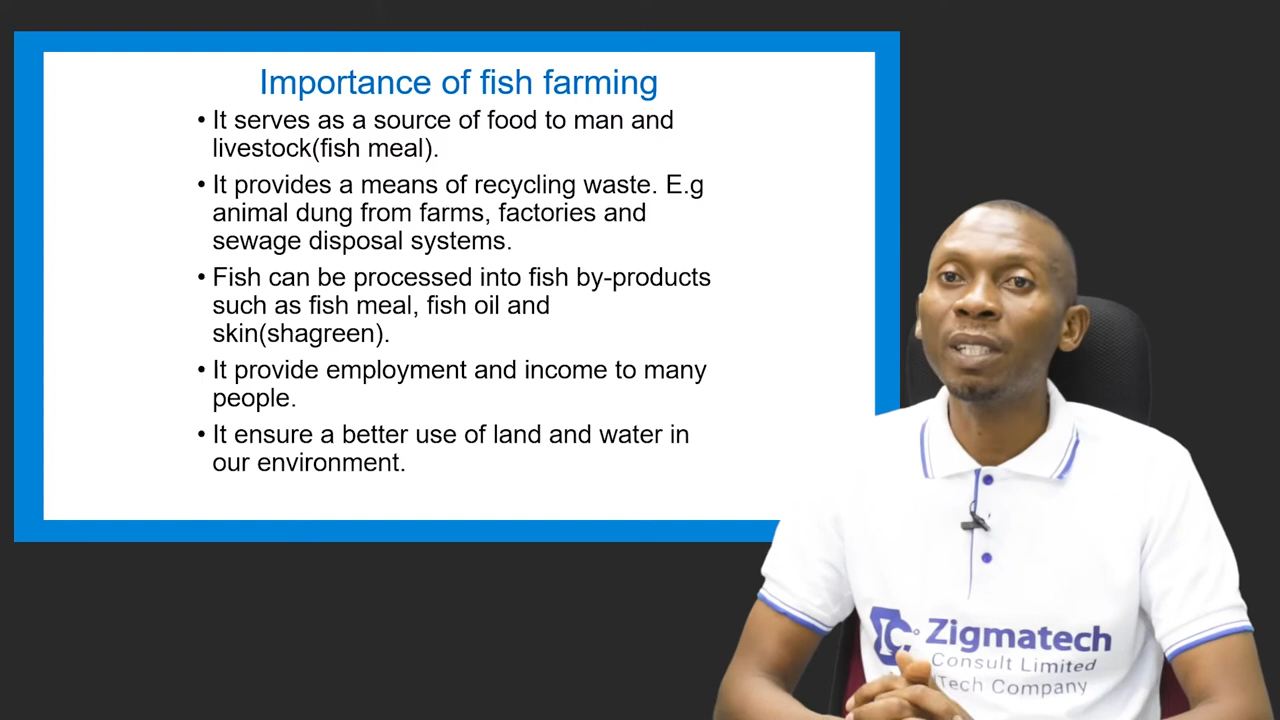 Importance of fish farming
• It serves as a source of food to man and
livestock(fish meal).
• It provides a means of recycling waste. E.g
animal dung from farms, factories and
sewage disposal systems.
• Fish can be processed into fish by-products
such as fish meal, fish oil and
skin(shagreen).
• It provide employment and income to many
people.
• It ensure a better use of land and water in
our environment.
Zigmatech
Consult Limited
Tech Company